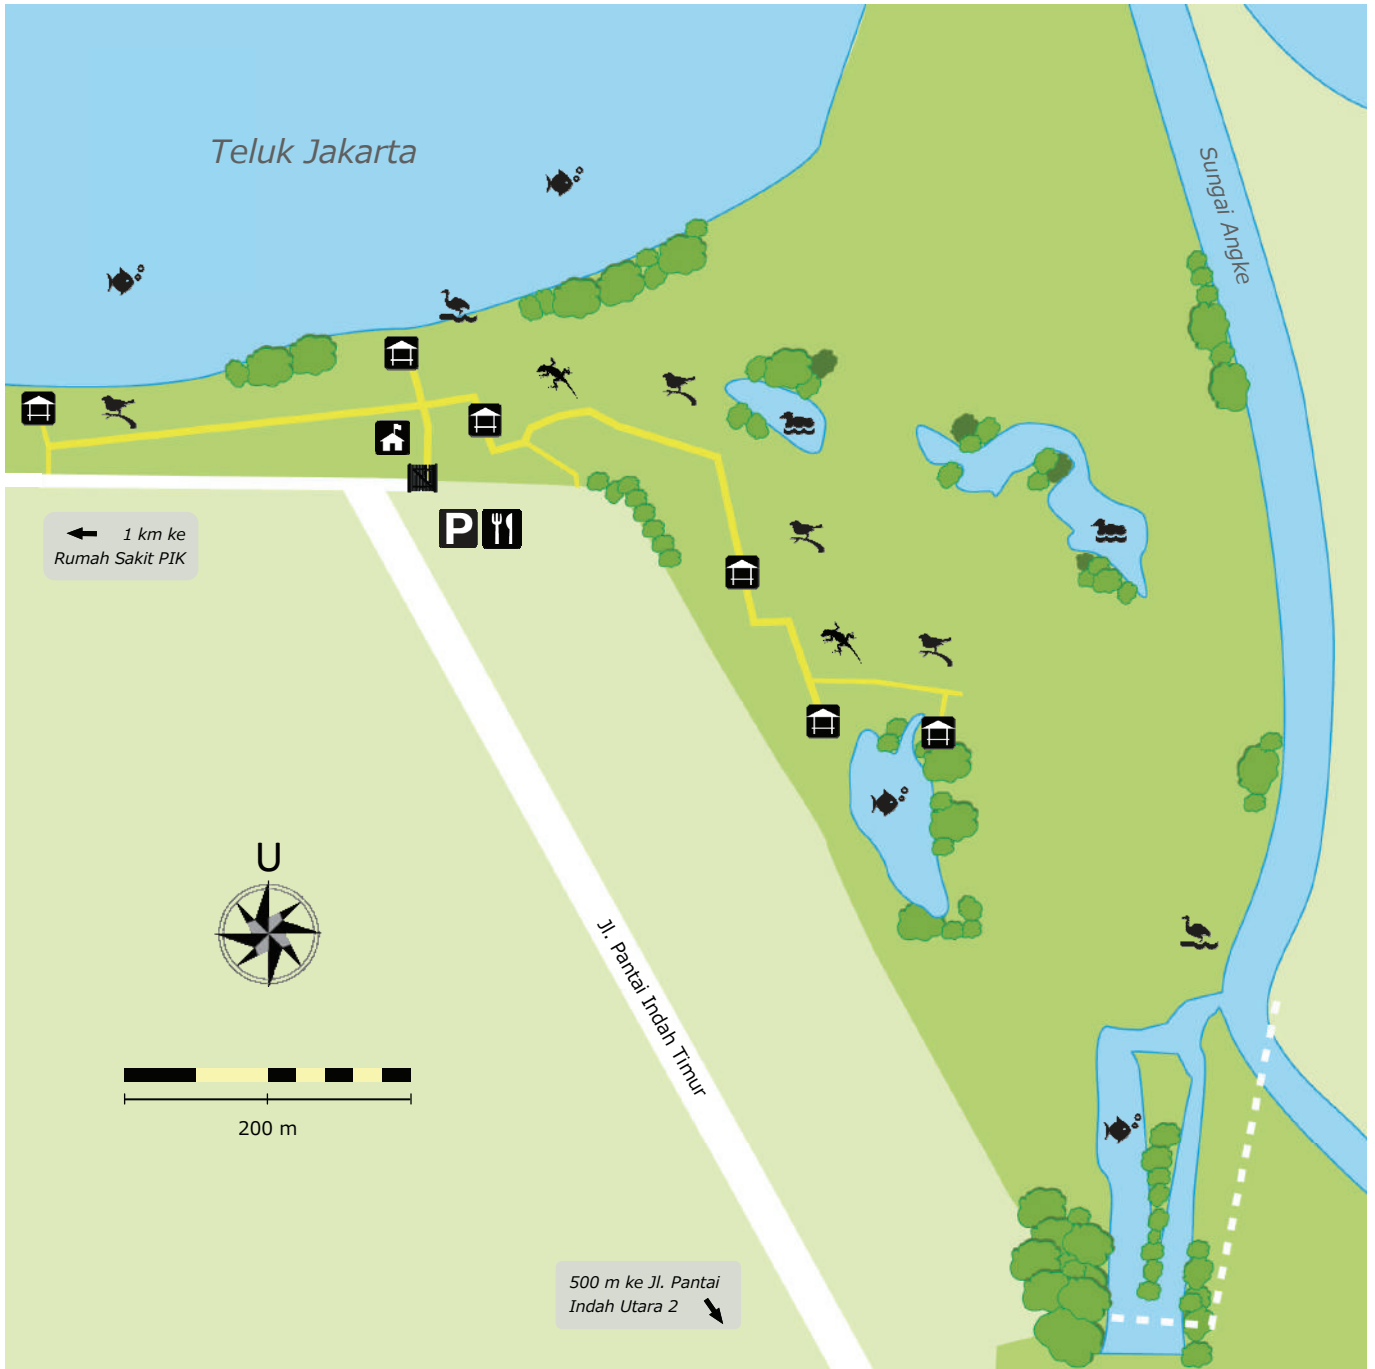 Teluk Jakarta
Sungai Angke
P
1 km ke
Rumah Sakit PIK
U
Jl. Pantai Indah Timur
200 m
500 m ke Jl. Pantai
Indah Utara 2